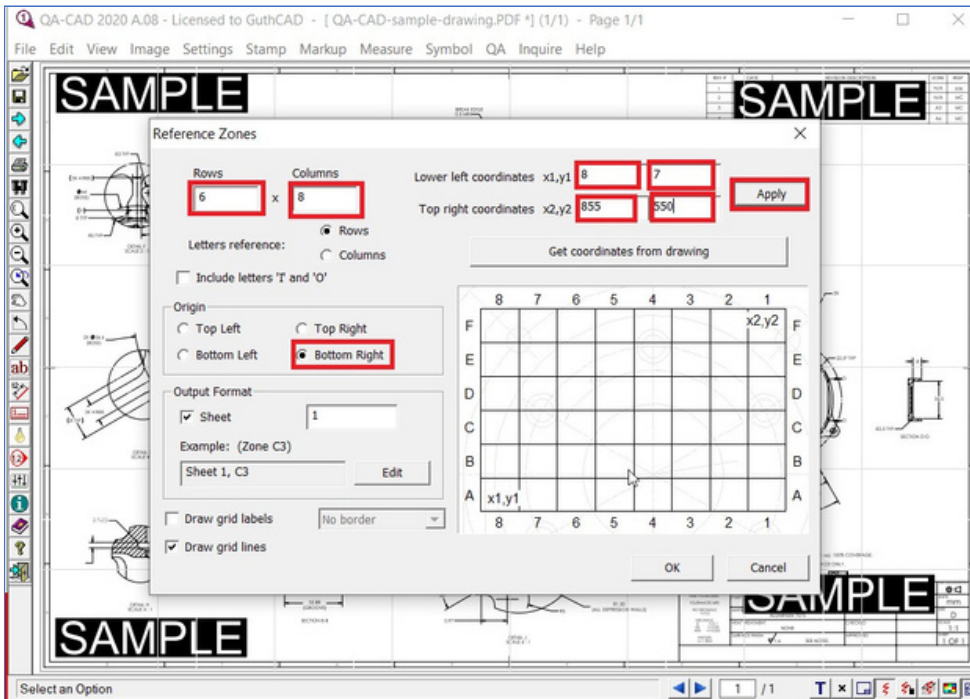 QA-CAD 2020 A.08 - Licensed to GuthCAD - [ QA-CAD-sample-drawing.PDF *] (1/1) - Page 1/1
File Edit View Image Settings Stamp Markup Measure Symbol QA Inquire Help
SAMPLE
SAMPLE
Reference Zones
Rows Columns
6 x 8
Lower left coordinates x1,y1 8 7
Top right coordinates x2,y2 855 550
Apply
Letters reference:
Rows
Columns
Get coordinates from drawing
Include letters 'I' and 'O'
Origin
Top Left Top Right
Bottom Left Bottom Right
Output Format
Sheet 1
Example: (Zone C3)
Sheet 1, C3 Edit
Draw grid labels No border
Draw grid lines
8 7 6 5 4 3 2 1
F x2,y2 F
E E
D D
C C
B B
A x1,y1 A
8 7 6 5 4 3 2 1
OK Cancel
SAMPLE
SAMPLE
Select an Option
1 /1